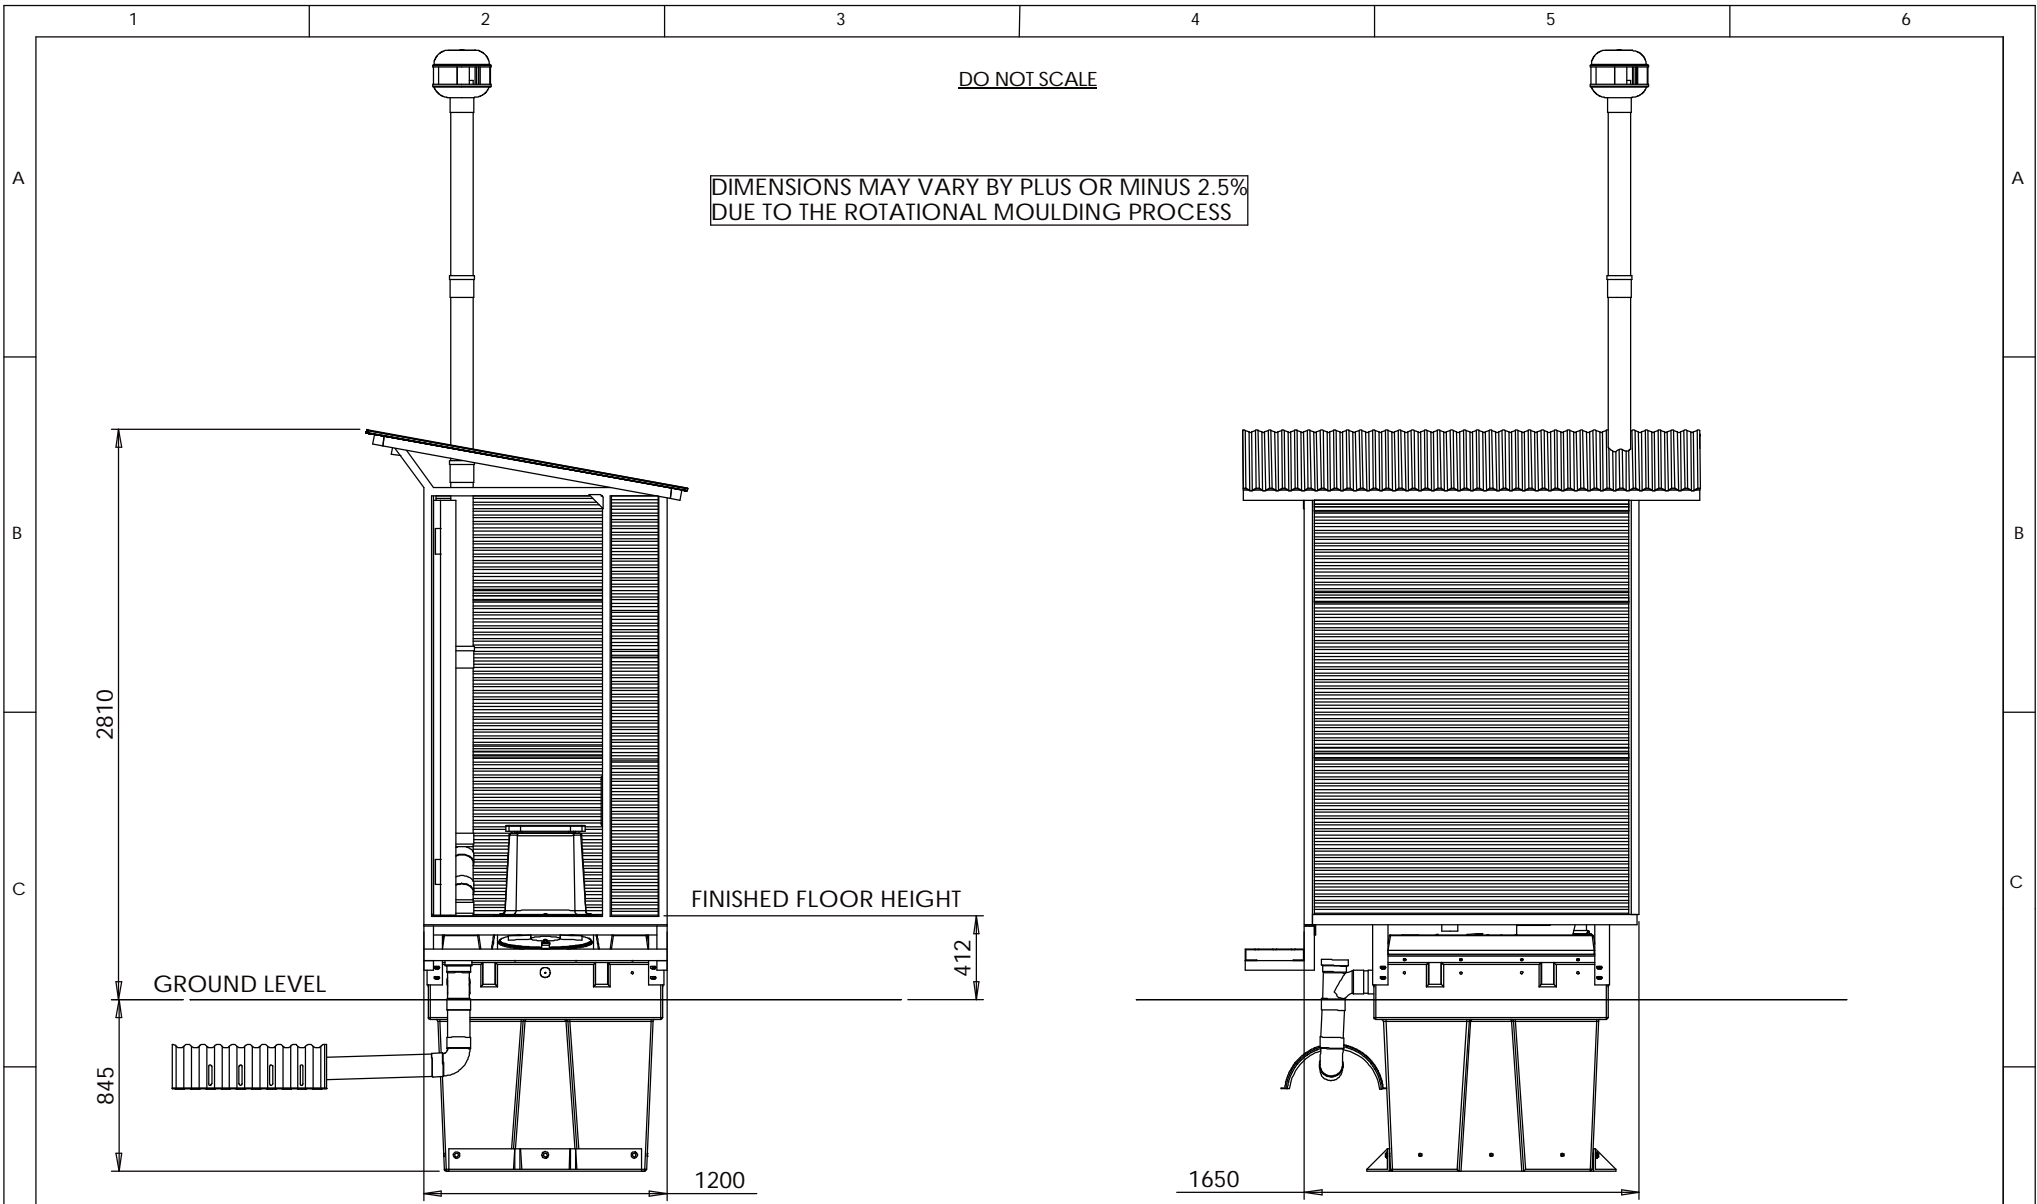 1 2 3 4 5 6
DO NOT SCALE
A A
DIMENSIONS MAY VARY BY PLUS OR MINUS 2.5%
DUE TO THE ROTATIONAL MOULDING PROCESS
B B
2810
C FINISHED FLOOR HEIGHT C
412
GROUND LEVEL
845
1200 1650